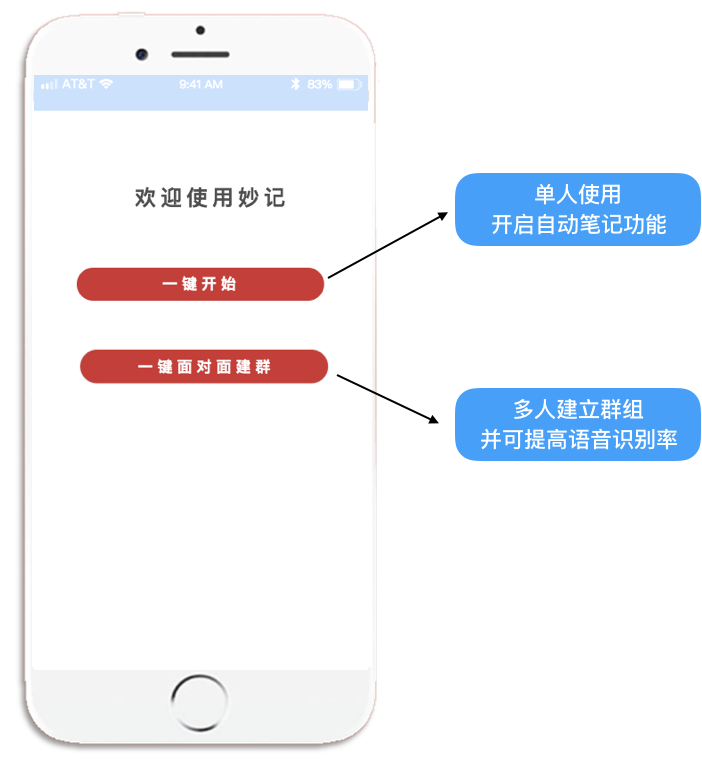 AT&T 9:41 AM 83%
欢迎使用妙记
一键开始
一键面对面建群
单人使用
开启自动笔记功能
多人建立群组
并可提高语音识别率